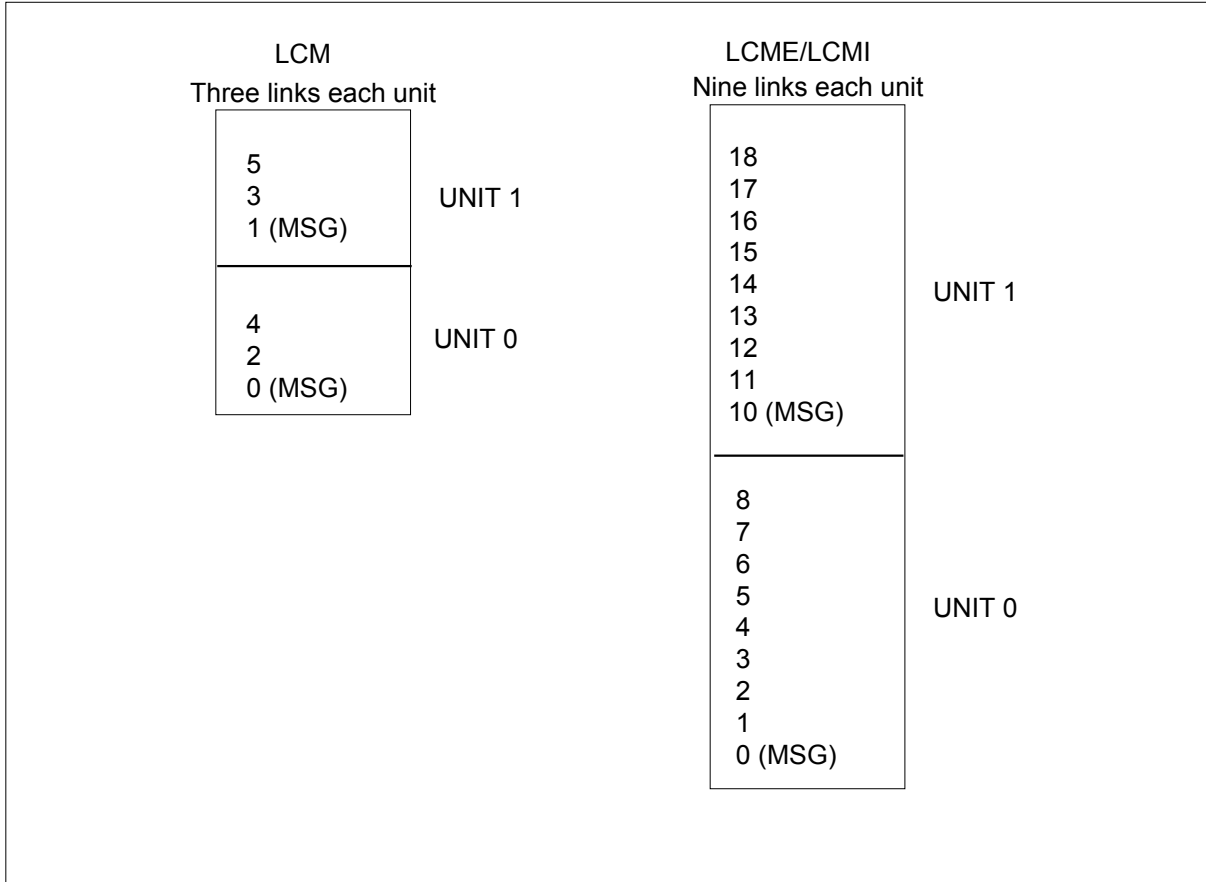 LCM
Three links each unit
5
3
1 (MSG)
UNIT 1
4
2
0 (MSG)
UNIT 0
LCME/LCMI
Nine links each unit
18
17
16
15
14
13
12
11
10 (MSG)
UNIT 1
8
7
6
5
4
3
2
1
0 (MSG)
UNIT 0